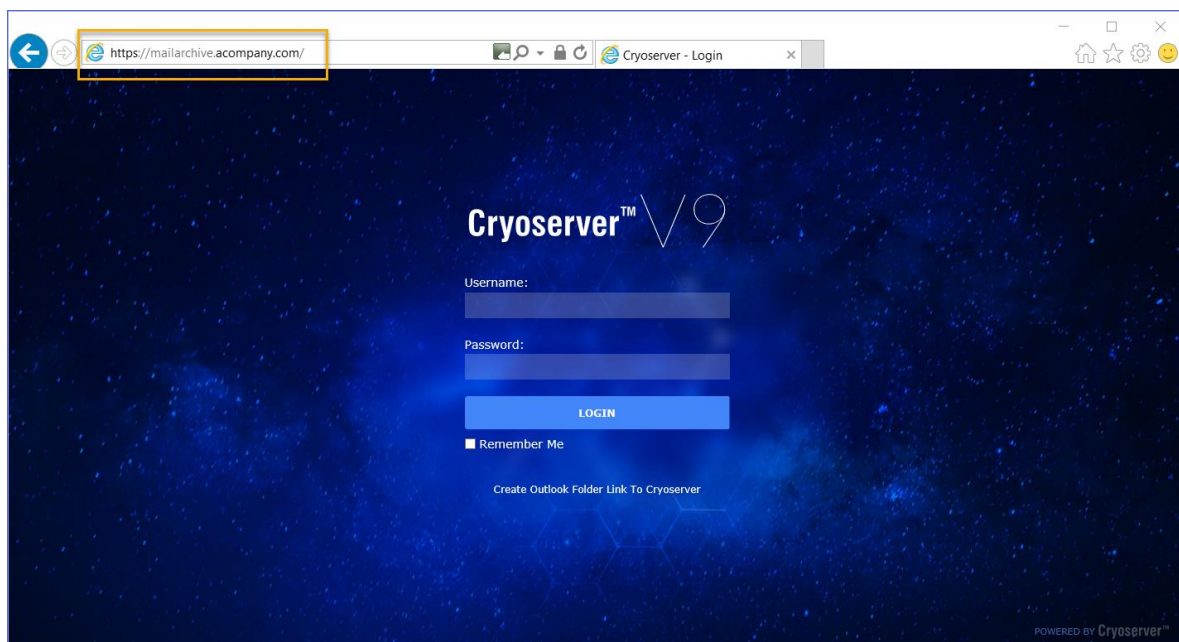 https://mailarchive.acompany.com/
Cryoserver - Login
Cryoserver™ V9
Username:
Password:
LOGIN
Remember Me
Create Outlook Folder Link To Cryoserver
POWERED BY Cryoserver™